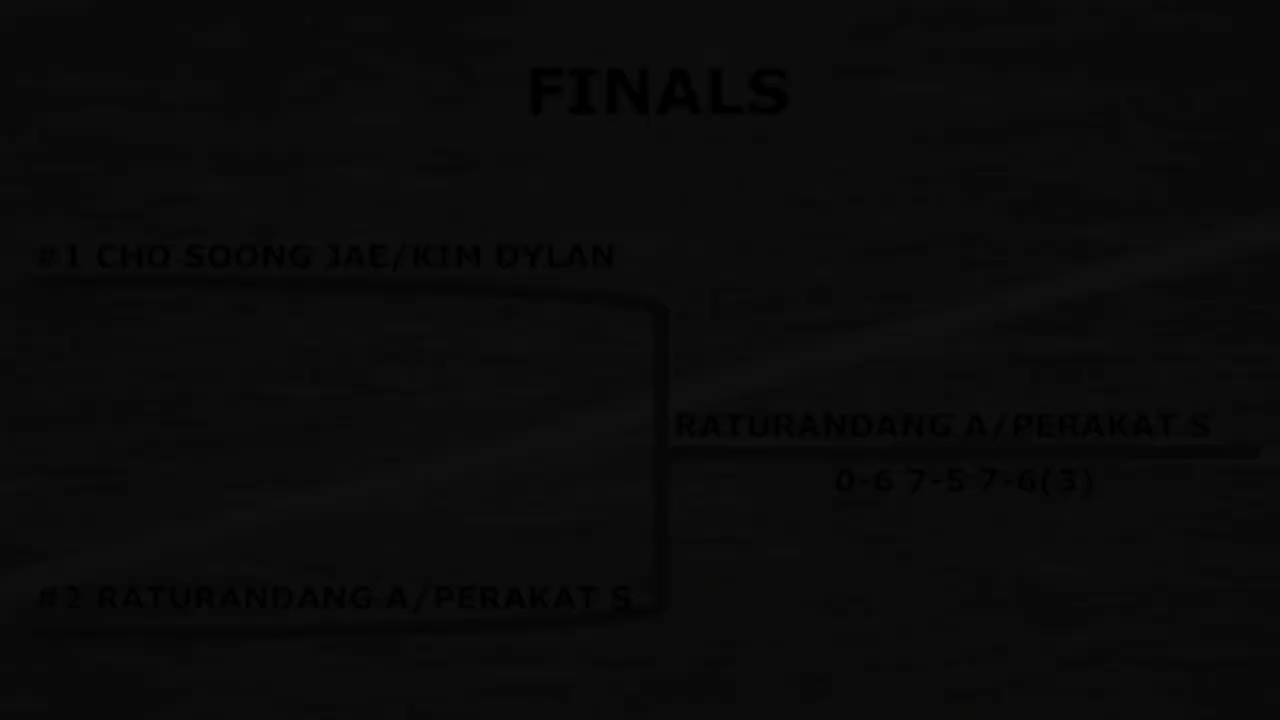 FINALS
#1 CHO SOONG JAE/KIM DYLAN
RATURANDANG A/PERAKAT S
0-6 7-5 7-6(3)
#2 RATURANDANG A/PERAKAT S